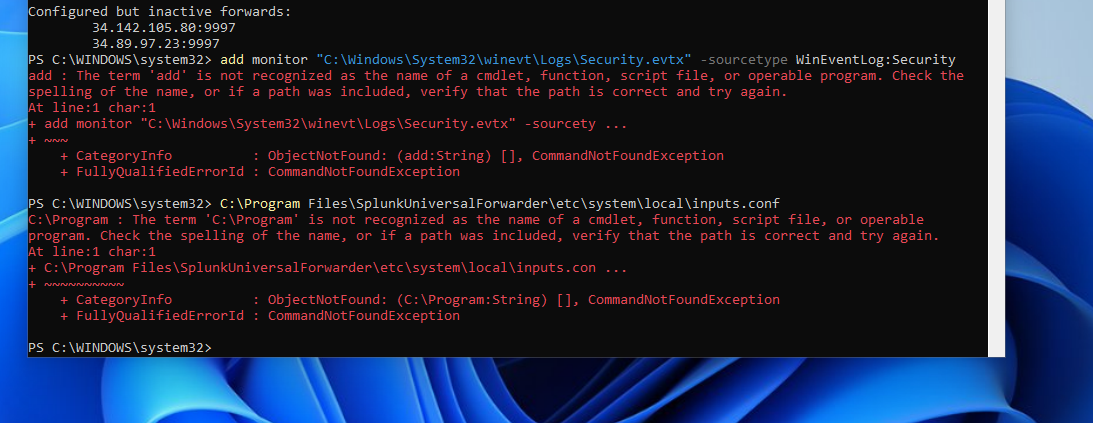 Configured but inactive forwards:
34.142.105.80:9997
34.89.97.23:9997
PS C:\WINDOWS\system32> add monitor "C:\Windows\System32\winevt\Logs\Security.evtx" -sourcetype WinEventLog:Security
add : The term 'add' is not recognized as the name of a cmdlet, function, script file, or operable program. Check the
spelling of the name, or if a path was included, verify that the path is correct and try again.
At line:1 char:1
+ add monitor "C:\Windows\System32\winevt\Logs\Security.evtx" -sourcety ...
+ ~~~
+ CategoryInfo : ObjectNotFound: (add:String) [], CommandNotFoundException
+ FullyQualifiedErrorId : CommandNotFoundException
PS C:\WINDOWS\system32> C:\Program Files\SplunkUniversalForwarder\etc\system\local\inputs.conf
C:\Program : The term 'C:\Program' is not recognized as the name of a cmdlet, function, script file, or operable
program. Check the spelling of the name, or if a path was included, verify that the path is correct and try again.
At line:1 char:1
+ C:\Program Files\SplunkUniversalForwarder\etc\system\local\inputs.con ...
+ ~~~~~~~~~~
+ CategoryInfo : ObjectNotFound: (C:\Program:String) [], CommandNotFoundException
+ FullyQualifiedErrorId : CommandNotFoundException
PS C:\WINDOWS\system32>